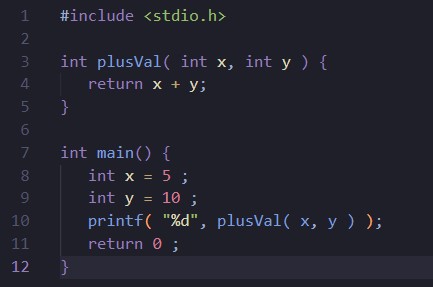 1 #include <stdio.h>
2
3 int plusVal( int x, int y ) {
4 return x + y;
5 }
6
7 int main() {
8 int x = 5 ;
9 int y = 10 ;
10 printf( "%d", plusVal( x, y ) );
11 return 0 ;
12 }